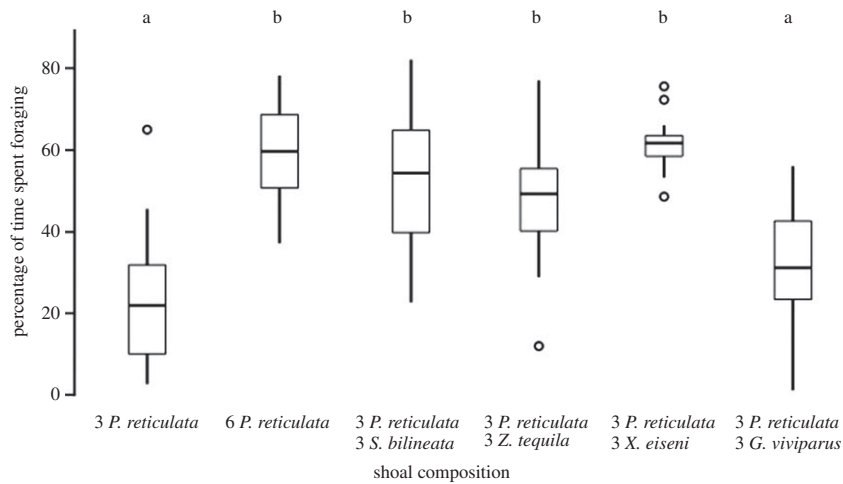 a b b b b a
percentage of time spent foraging
80
60
40
20
0
3 P. reticulata 6 P. reticulata 3 P. reticulata 3 P. reticulata 3 P. reticulata 3 P. reticulata
3 S. bilineata 3 Z. tequila 3 X. eiseni 3 G. viviparus
shoal composition